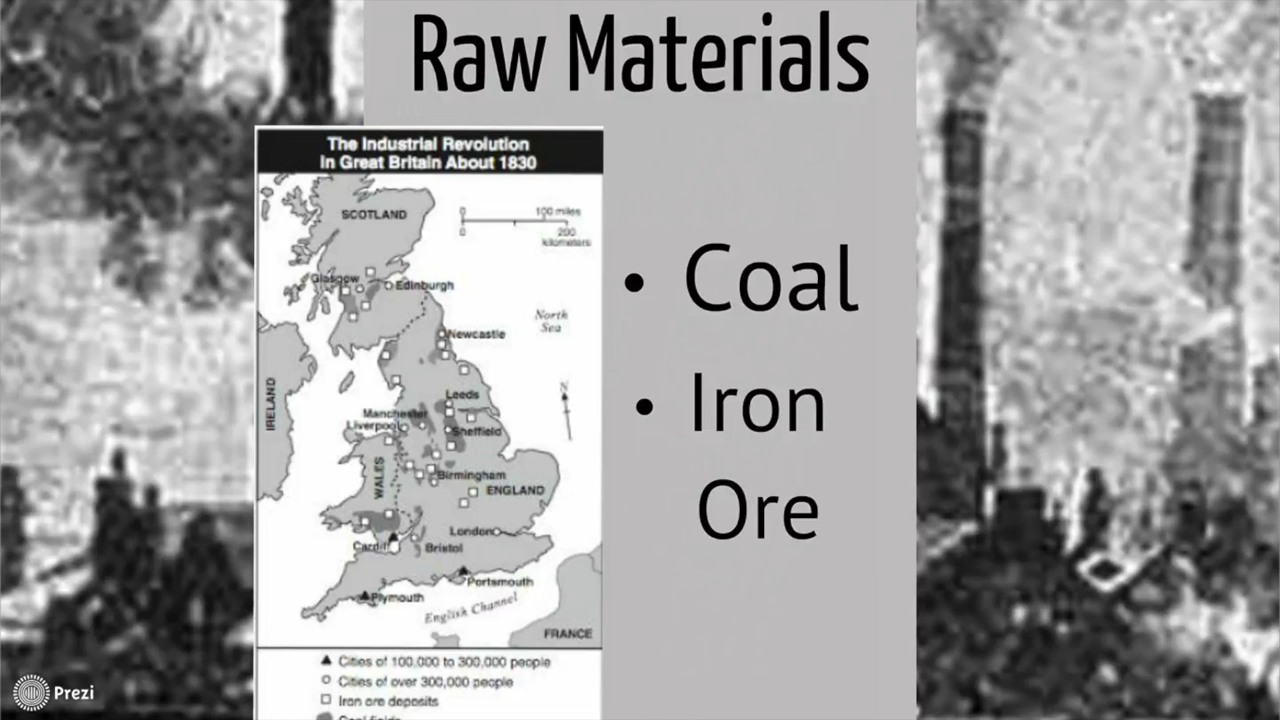 Raw Materials
The Industrial Revolution
in Great Britain About 1830
SCOTLAND
0 100 miles
0 200
kilometers
Glasgow
Edinburgh
North
Sea
Newcastle
N
IRELAND
Leeds
Manchester
Liverpool
Sheffield
WALES
Birmingham
ENGLAND
London
Cardiff
Bristol
Portsmouth
Plymouth
English Channel
FRANCE
Cities of 100,000 to 300,000 people
Cities of over 300,000 people
Iron ore deposits
Coal fields
• Coal
• Iron
Ore
Prezi